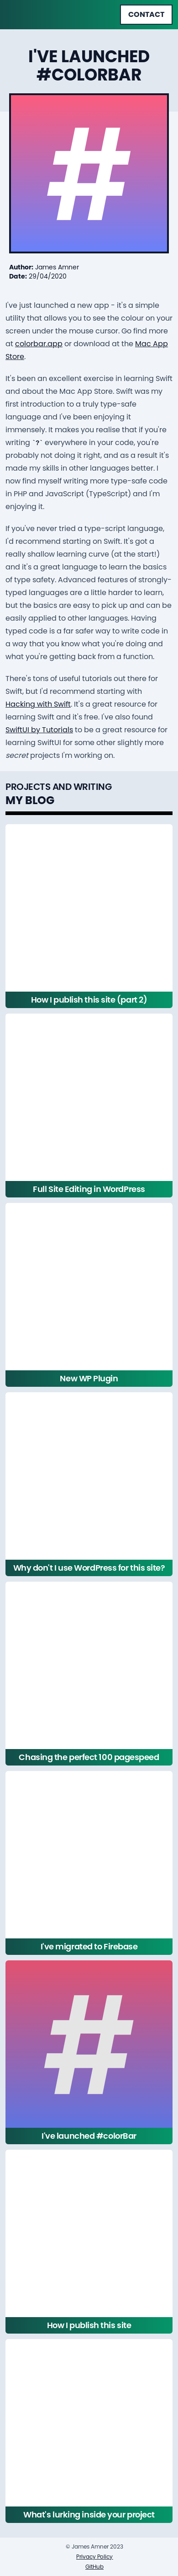 CONTACT
I'VE LAUNCHED
#COLORBAR
#
Author: James Amner
Date: 29/04/2020
I've just launched a new app - it's a simple
utility that allows you to see the colour on your
screen under the mouse cursor. Go find more
at colorbar.app or download at the Mac App
Store.
It's been an excellent exercise in learning Swift
and about the Mac App Store. Swift was my
first introduction to a truly type-safe
language and I've been enjoying it
immensely. It makes you realise that if you're
writing `?` everywhere in your code, you're
probably not doing it right, and as a result it's
made my skills in other languages better. I
now find myself writing more type-safe code
in PHP and JavaScript (TypeScript) and I'm
enjoying it.
If you've never tried a type-script language,
I'd recommend starting on Swift. It's got a
really shallow learning curve (at the start!)
and it's a great language to learn the basics
of type safety. Advanced features of strongly-
typed languages are a little harder to learn,
but the basics are easy to pick up and can be
easily applied to other languages. Having
typed code is a far safer way to write code in
a way that you know what you're doing and
what you're getting back from a function.
There's tons of useful tutorials out there for
Swift, but I'd recommend starting with
Hacking with Swift. It's a great resource for
learning Swift and it's free. I've also found
SwiftUI by Tutorials to be a great resource for
learning SwiftUI for some other slightly more
secret projects I'm working on.
PROJECTS AND WRITING
MY BLOG
How I publish this site (part 2)
Full Site Editing in WordPress
New WP Plugin
Why don't I use WordPress for this site?
Chasing the perfect 100 pagespeed
I've migrated to Firebase
#
I've launched #colorBar
How I publish this site
What's lurking inside your project
© James Amner 2023
Privacy Policy
GitHub